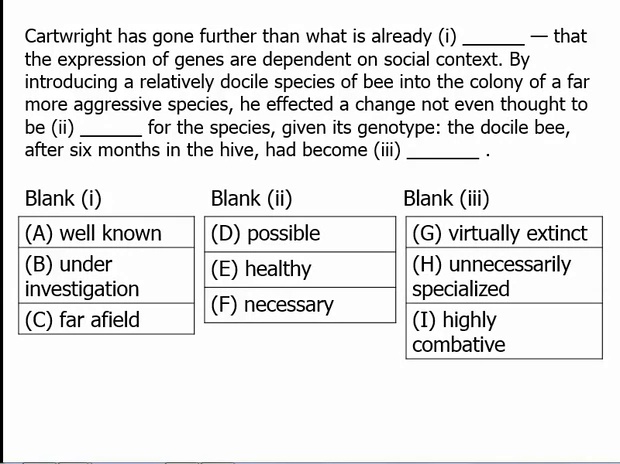 Cartwright has gone further than what is already (i) _______ — that
the expression of genes are dependent on social context. By
introducing a relatively docile species of bee into the colony of a far
more aggressive species, he effected a change not even thought to
be (ii) _______ for the species, given its genotype: the docile bee,
after six months in the hive, had become (iii) ________ .
Blank (i) Blank (ii) Blank (iii)
(A) well known
(B) under
investigation
(C) far afield
(D) possible
(E) healthy
(F) necessary
(G) virtually extinct
(H) unnecessarily
specialized
(I) highly
combative